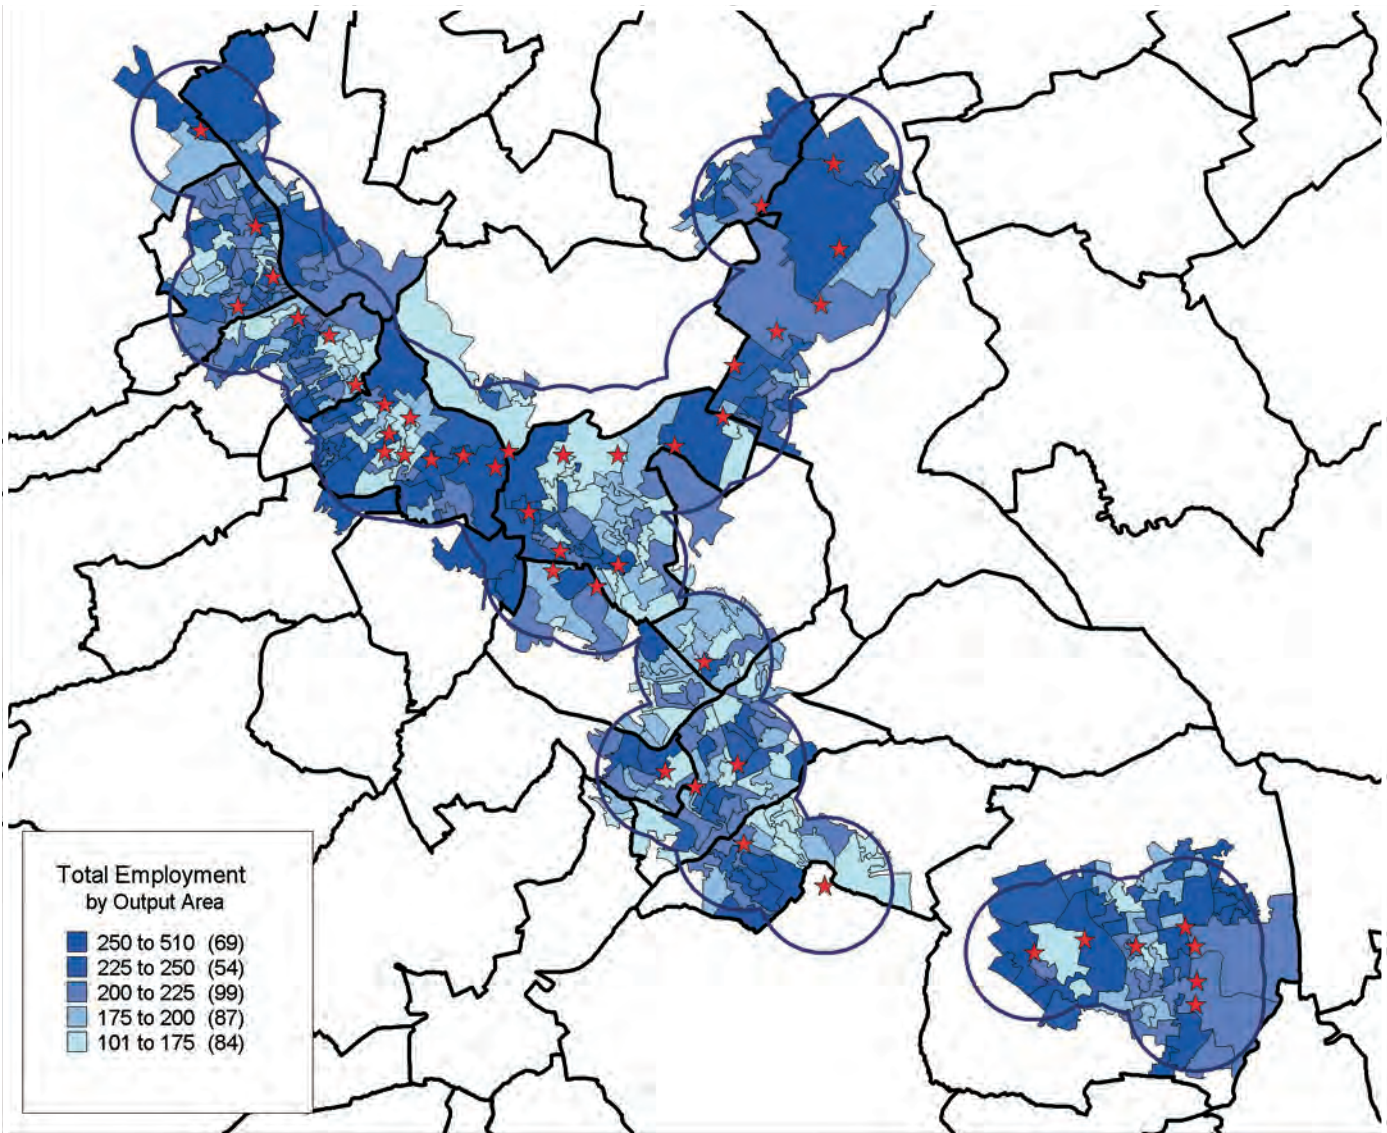 Total Employment
by Output Area
250 to 510 (69)
225 to 250 (54)
200 to 225 (99)
175 to 200 (87)
101 to 175 (84)